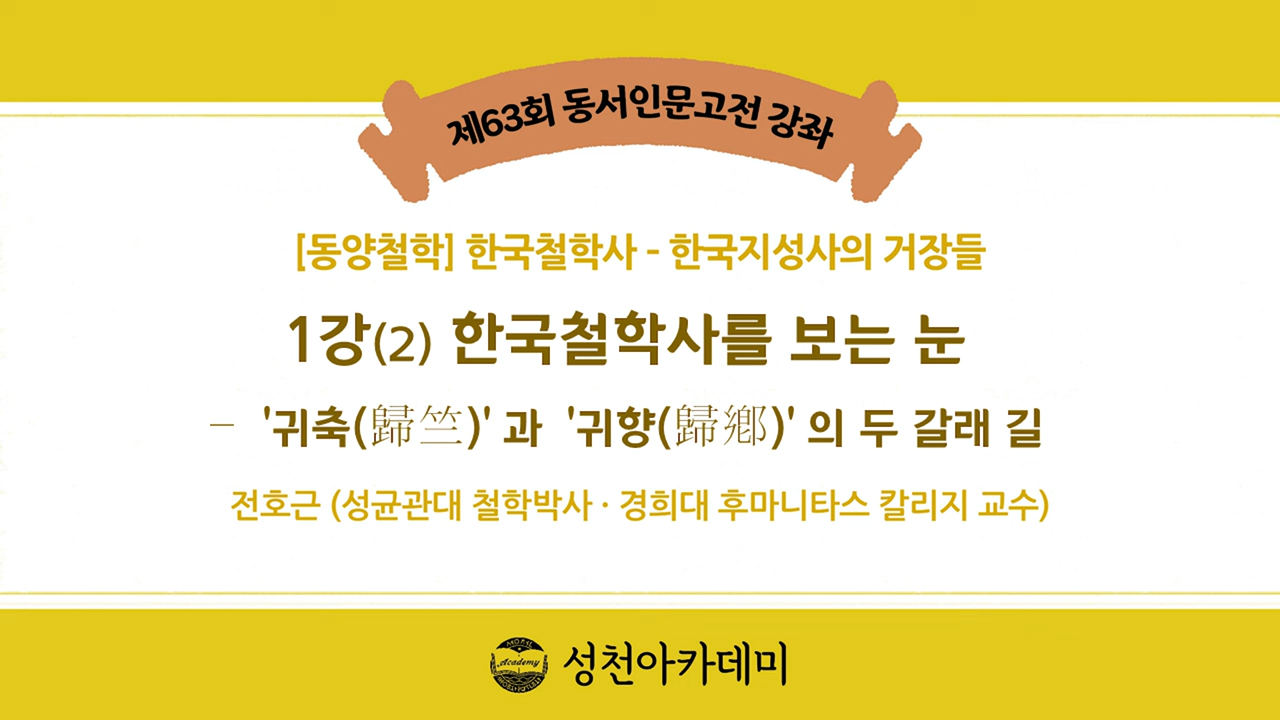 제63회 동서인문고전 강좌
[동양철학] 한국철학사 - 한국지성사의 거장들
1강(2) 한국철학사를 보는 눈
- '귀축(歸竺)' 과 '귀향(歸鄕)' 의 두 갈래 길
전호근 (성균관대 철학박사 · 경희대 후마니타스 칼리지 교수)
Academy
성천아카데미